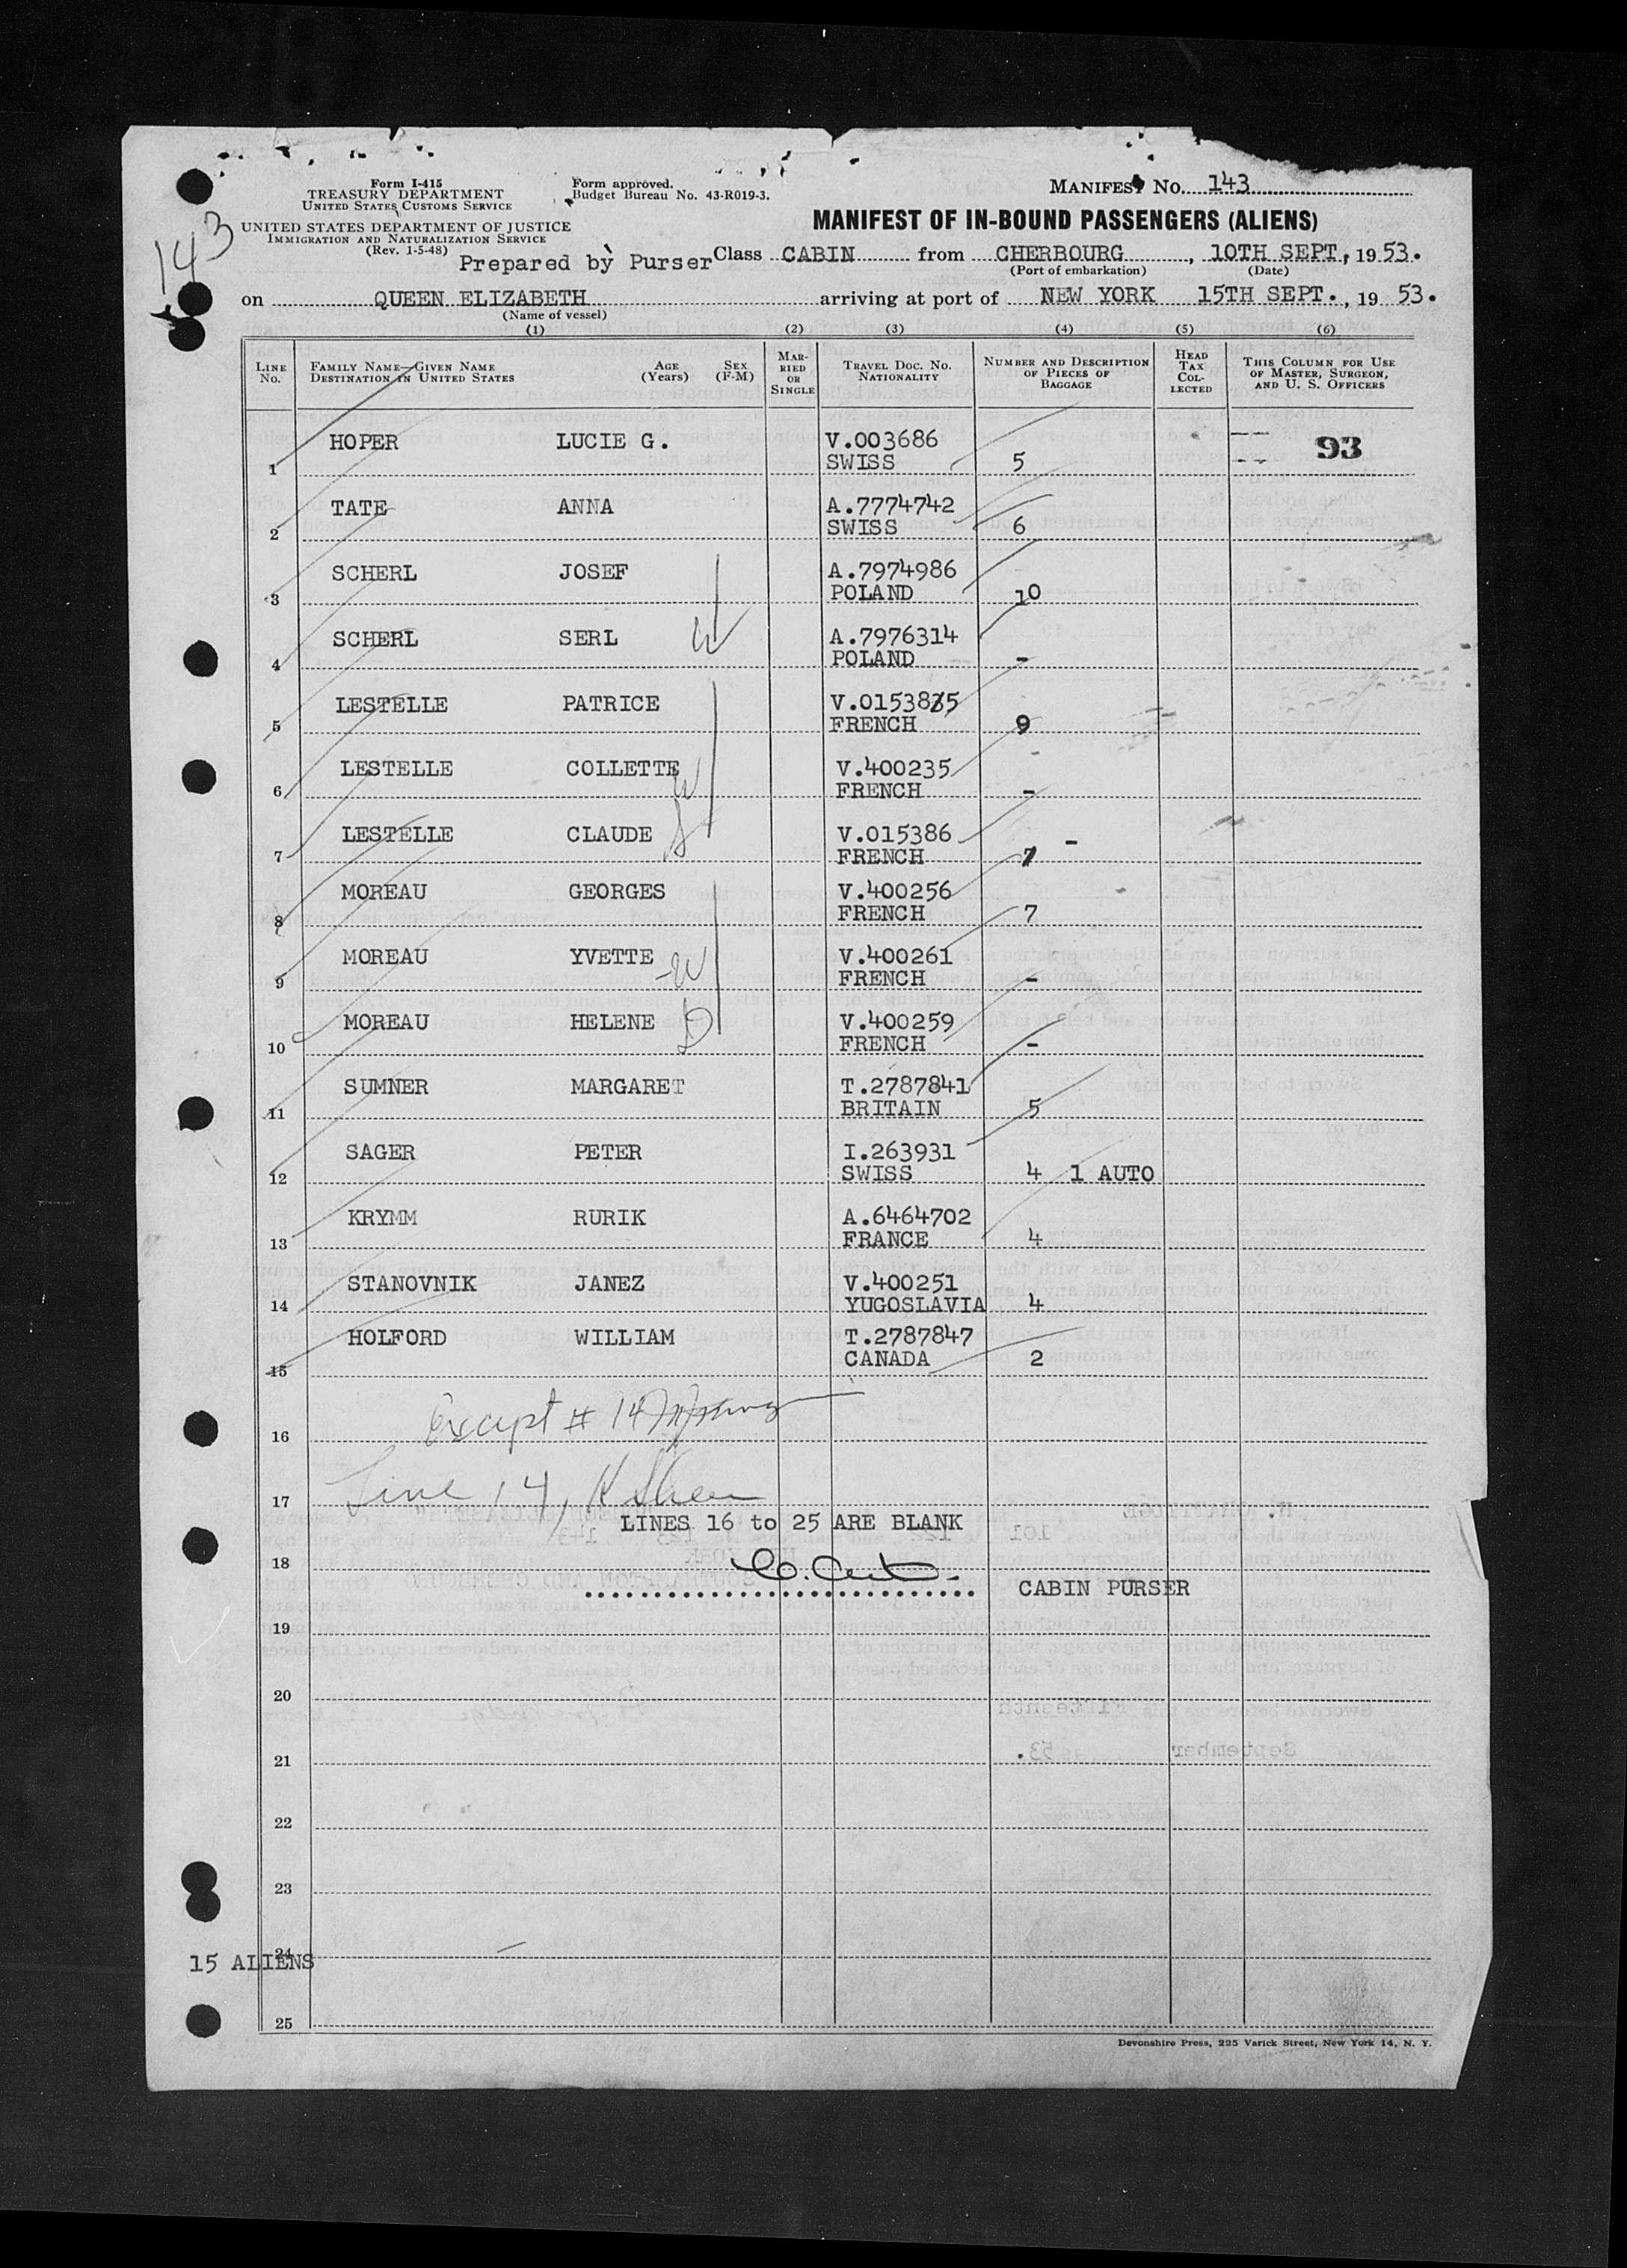 Form I-415
TREASURY DEPARTMENT
UNITED STATES CUSTOMS SERVICE
UNITED STATES DEPARTMENT OF JUSTICE
IMMIGRATION AND NATURALIZATION SERVICE
(Rev. 1-5-48)
Form approved.
Budget Bureau No. 43-R019-3.
MANIFEST No. 143
143
MANIFEST OF IN-BOUND PASSENGERS (ALIENS)
Prepared by Purser Class CABIN from CHERBOURG, 10TH SEPT, 1953.
(Port of embarkation) (Date)
on QUEEN ELIZABETH arriving at port of NEW YORK 15TH SEPT., 1953.
(Name of vessel)
(1) (2) (3) (4) (5) (6)
LINE No. FAMILY NAME—GIVEN NAME DESTINATION IN UNITED STATES AGE (Years) SEX (F-M) MARRIED OR SINGLE TRAVEL DOC. NO. NATIONALITY NUMBER AND DESCRIPTION OF PIECES OF BAGGAGE HEAD TAX COLLECTED THIS COLUMN FOR USE OF MASTER, SURGEON, AND U. S. OFFICERS
HOPER LUCIE G. V.003686 93
1 SWISS 5
TATE ANNA A.7774742
2 SWISS 6
SCHERL JOSEF A.7974986
3 POLAND 10
SCHERL SERL A.7976314
W
4 POLAND -
LESTELLE PATRICE
5 FRENCH 9
LESTELLE COLLETTE V.400235
W
6 FRENCH -
LESTELLE CLAUDE V.015386 -
7 FRENCH 7
MOREAU GEORGES V.400256
8 FRENCH 7
MOREAU YVETTE V.400261
W
9 FRENCH -
MOREAU HELENE V.400259
D
10 FRENCH -
SUMNER MARGARET T.2787841
11 BRITAIN 5
SAGER PETER I.263931
12 SWISS 4 1 AUTO
KRYMM RURIK A.6464702
13 FRANCE 4
STANOVNIK JANEZ V.400251
14 YUGOSLAVIA 4
HOLFORD WILLIAM T.2787847
15 CANADA 2
Except # 14
16
Line 14,
17
LINES 16 to 25 ARE BLANK
18
CABIN PURSER
19
20
21
22
23
24
15 ALIENS
25
Devonshire Press, 225 Varick Street, New York 14, N. Y.